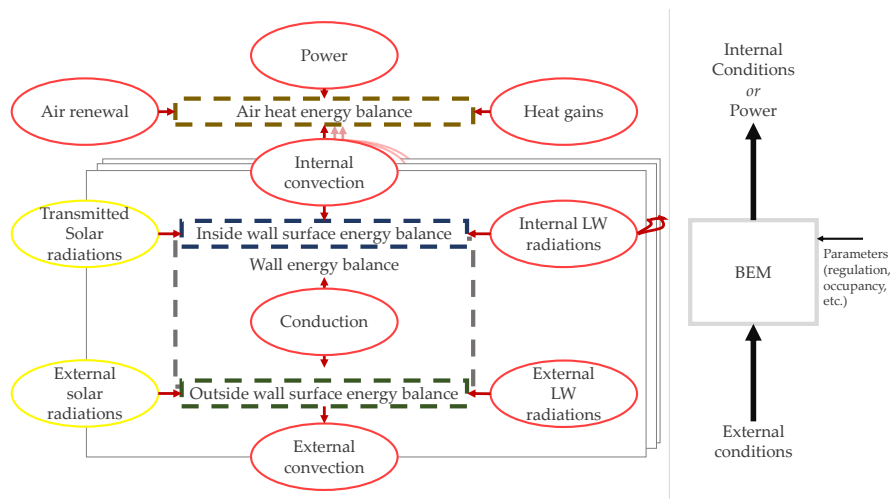 Power
Air renewal
Air heat energy balance
Heat gains
Internal
convection
Transmitted
Solar
radiations
Inside wall surface energy balance
Internal LW
radiations
Wall energy balance
Conduction
External
solar
radiations
Outside wall surface energy balance
External
LW
radiations
External
convection
Internal
Conditions
or
Power
BEM
Parameters
(regulation,
occupancy,
etc.)
External
conditions